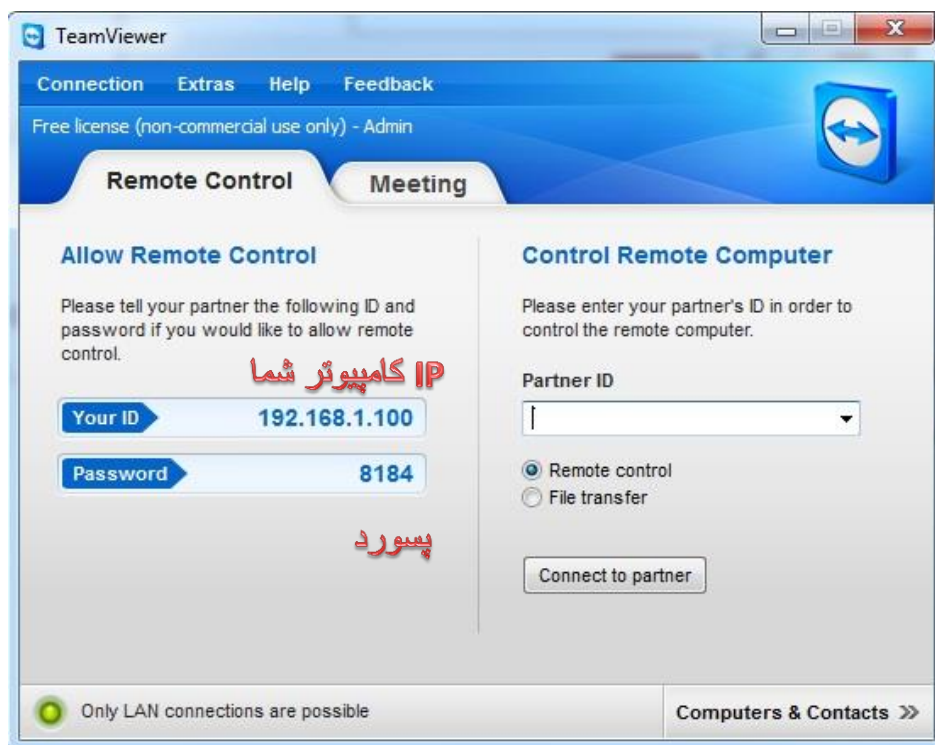 TeamViewer
Connection Extras Help Feedback
Free license (non-commercial use only) - Admin
Remote Control Meeting
Allow Remote Control
Please tell your partner the following ID and
password if you would like to allow remote
control.
IP کامپیوتر شما
Your ID 192.168.1.100
Password 8184
پسورد
Control Remote Computer
Please enter your partner's ID in order to
control the remote computer.
Partner ID
Remote control
File transfer
Connect to partner
Only LAN connections are possible
Computers & Contacts >>